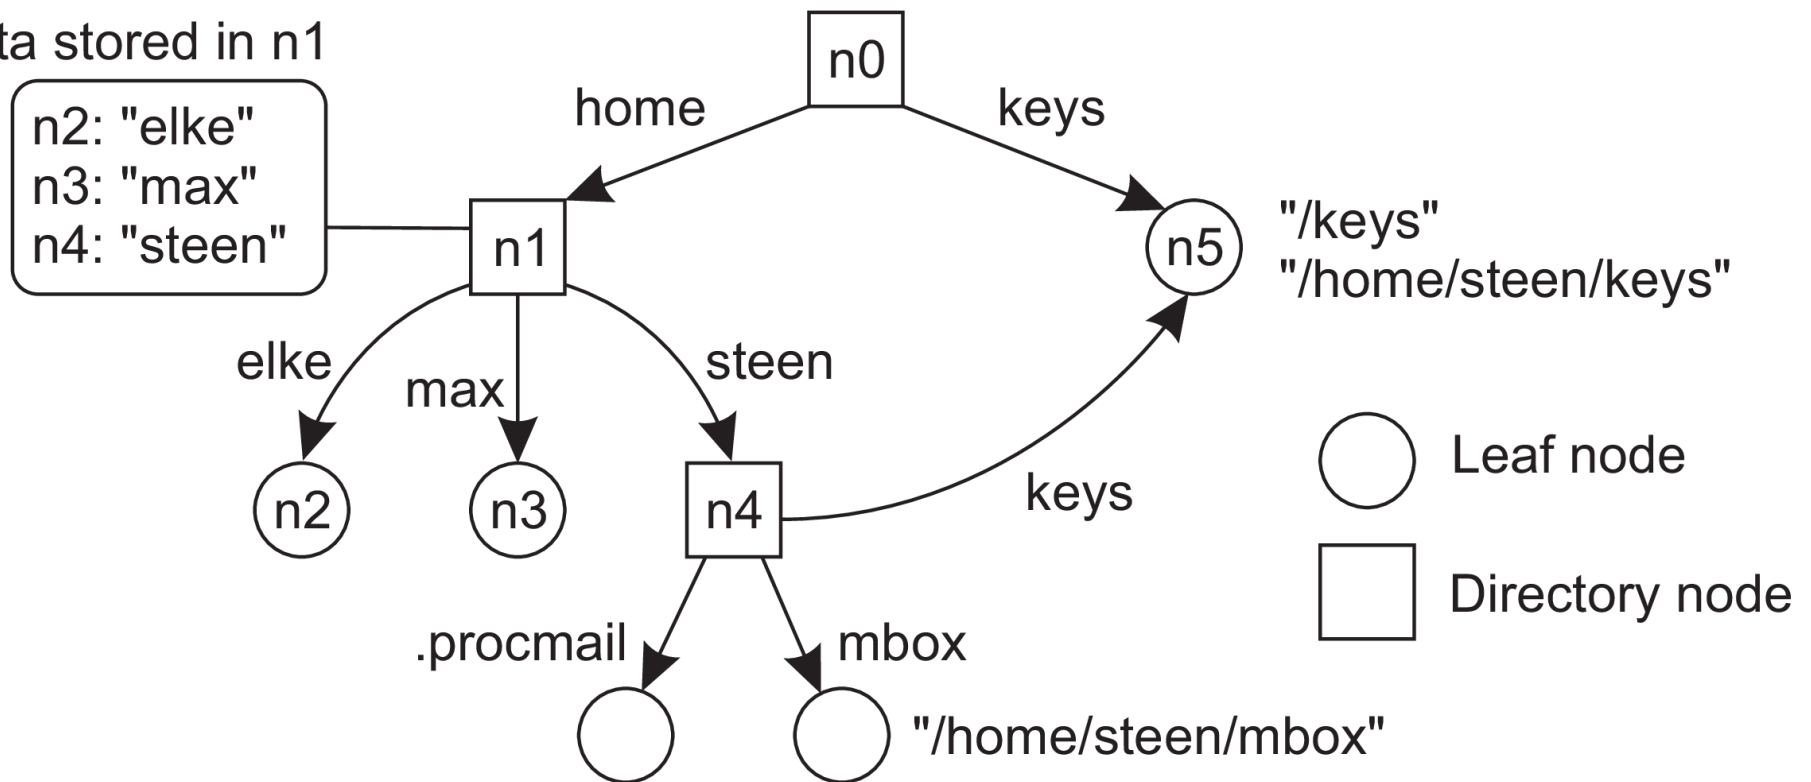 ta stored in n1
n2: "elke"
n3: "max"
n4: "steen"
n0
home
keys
n1
n5
"/keys"
"/home/steen/keys"
elke
max
steen
n2
n3
n4
keys
Leaf node
Directory node
.procmail
mbox
"/home/steen/mbox"